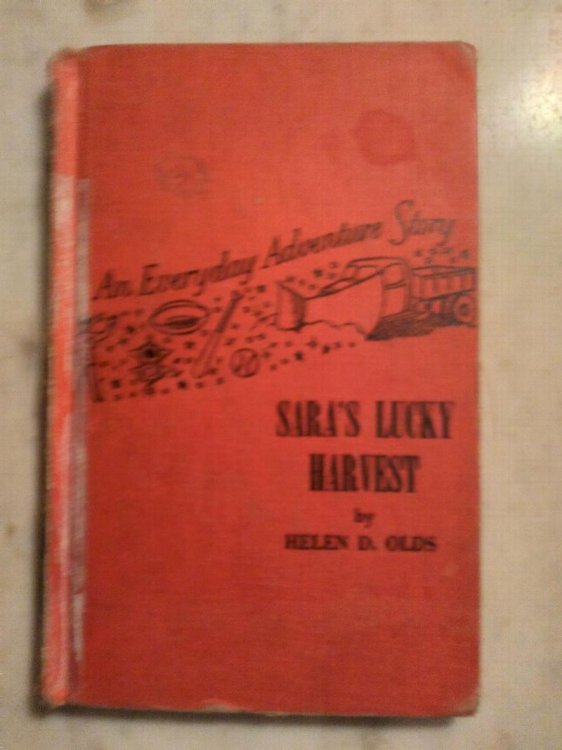 An Everyday Adventure Story
SARA'S LUCKY
HARVEST
by
HELEN D. OLDS